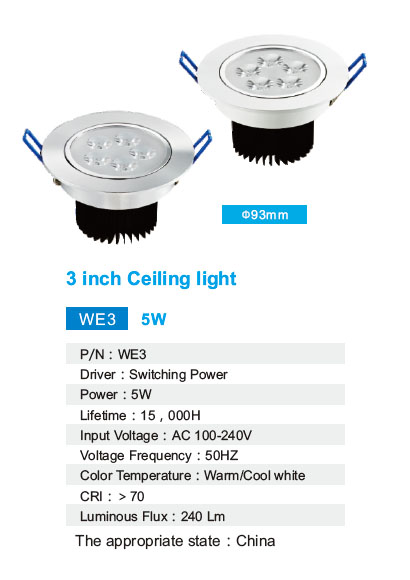 Φ93mm
3 inch Ceiling light
WE3 5W
P/N：WE3
Driver：Switching Power
Power：5W
Lifetime：15，000H
Input Voltage：AC 100-240V
Voltage Frequency：50HZ
Color Temperature：Warm/Cool white
CRI：＞70
Luminous Flux：240 Lm
The appropriate state：China